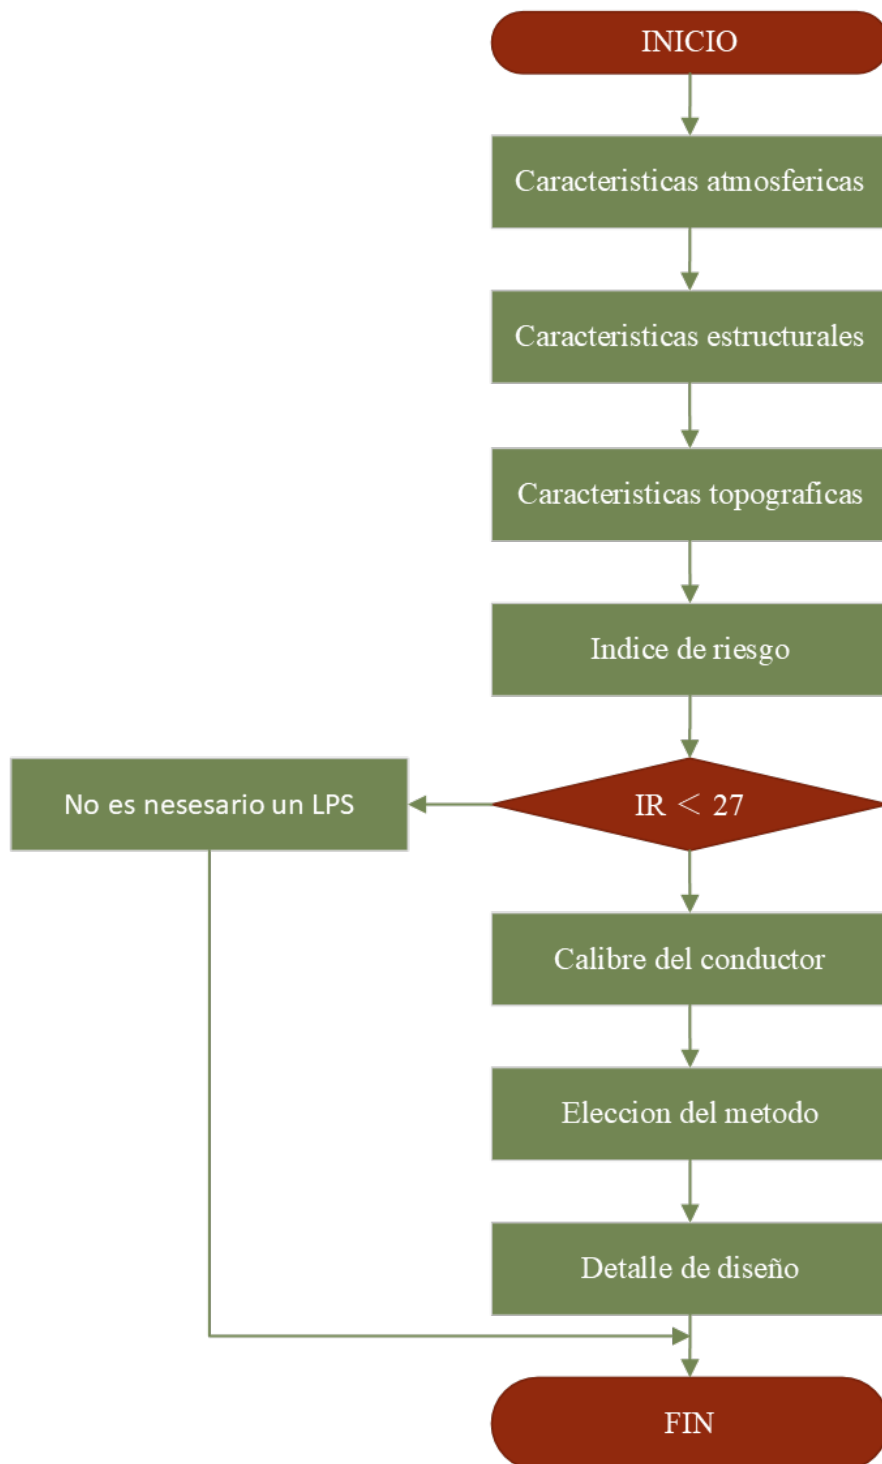 INICIO
Caracteristicas atmosfericas
Caracteristicas estructurales
Caracteristicas topograficas
Indice de riesgo
No es nesesario un LPS
IR < 27
Calibre del conductor
Eleccion del metodo
Detalle de diseño
FIN